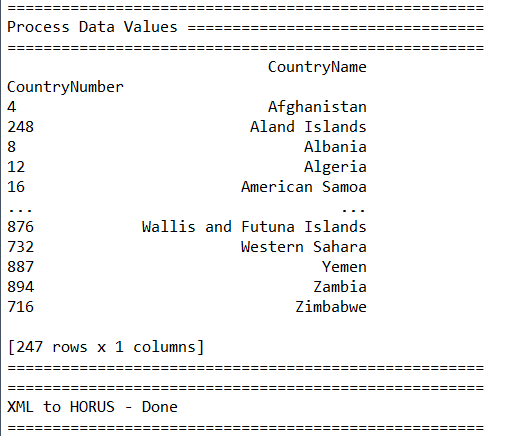 =====================================================
Process Data Values =================================
=====================================================
                             CountryName
CountryNumber
4                            Afghanistan
248                        Aland Islands
8                                Albania
12                               Algeria
16                        American Samoa
...                                  ...
876            Wallis and Futuna Islands
732                       Western Sahara
887                                Yemen
894                               Zambia
716                             Zimbabwe

[247 rows x 1 columns]
=====================================================
=====================================================
XML to HORUS - Done
=====================================================